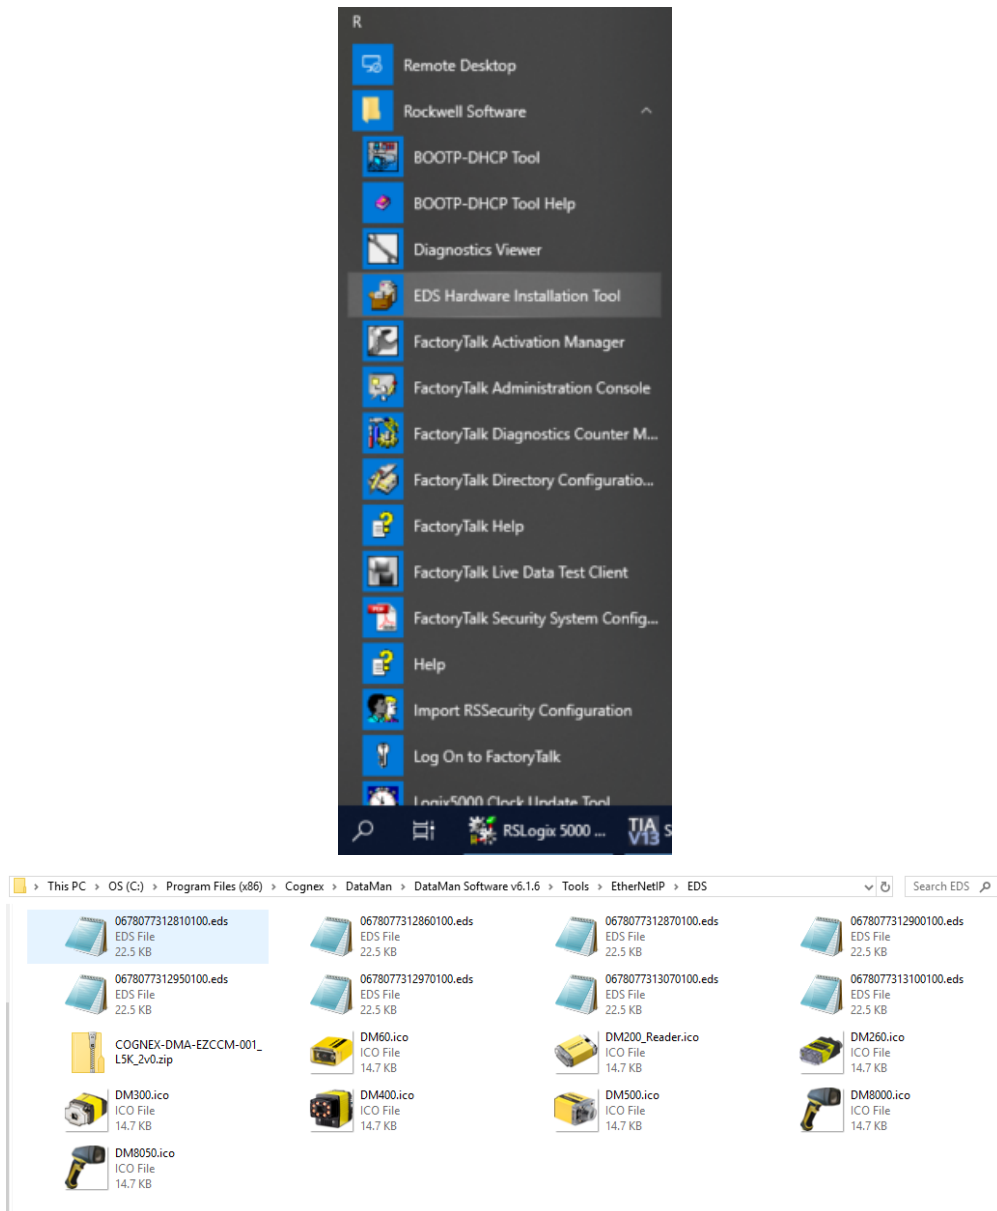 R
Remote Desktop
Rockwell Software
BOOTP-DHCP Tool
BOOTP-DHCP Tool Help
Diagnostics Viewer
EDS Hardware Installation Tool
FactoryTalk Activation Manager
FactoryTalk Administration Console
FactoryTalk Diagnostics Counter M...
FactoryTalk Directory Configuratio...
FactoryTalk Help
FactoryTalk Live Data Test Client
FactoryTalk Security System Config...
Help
Import RSSecurity Configuration
Log On to FactoryTalk
Logix5000 Clock Update Tool
RSLogix 5000 ... TIA V13 S
This PC > OS (C:) > Program Files (x86) > Cognex > DataMan > DataMan Software v6.1.6 > Tools > EtherNetIP > EDS Search EDS
0678077312810100.eds
EDS File
22.5 KB
0678077312860100.eds
EDS File
22.5 KB
0678077312870100.eds
EDS File
22.5 KB
0678077312900100.eds
EDS File
22.5 KB
0678077312950100.eds
EDS File
22.5 KB
0678077312970100.eds
EDS File
22.5 KB
0678077313070100.eds
EDS File
22.5 KB
0678077313100100.eds
EDS File
22.5 KB
COGNEX-DMA-EZCCM-001_
L5K_2v0.zip
DM60.ico
ICO File
14.7 KB
DM200_Reader.ico
ICO File
14.7 KB
DM260.ico
ICO File
14.7 KB
DM300.ico
ICO File
14.7 KB
DM400.ico
ICO File
14.7 KB
DM500.ico
ICO File
14.7 KB
DM8000.ico
ICO File
14.7 KB
DM8050.ico
ICO File
14.7 KB